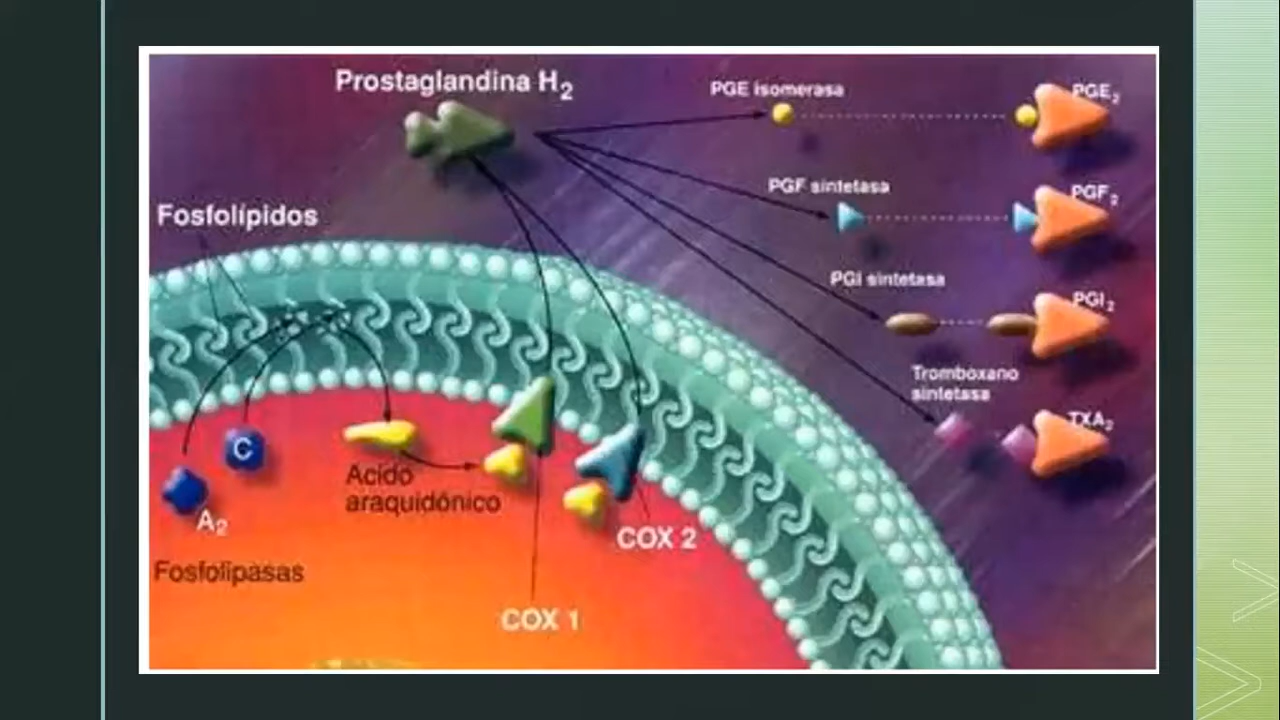 Prostaglandina H2
PGE isomerasa
PGE2
PGF sintetasa
PGF2
Fosfolípidos
PGI sintetasa
PGI2
Tromboxano
sintetasa
TXA2
C
A2
Fosfolipasas
Acido
araquidónico
COX 2
COX 1